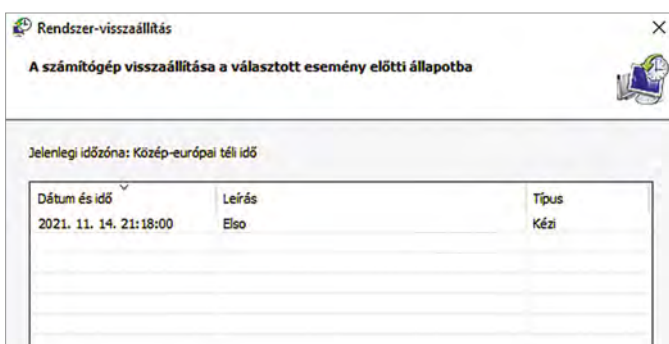 Rendszer-visszaállítás
A számítógép visszaállítása a választott esemény előtti állapotba
Jelenlegi időzóna: Közép-európai téli idő
Dátum és idő Leírás Típus
2021. 11. 14. 21:18:00 Elso Kézi